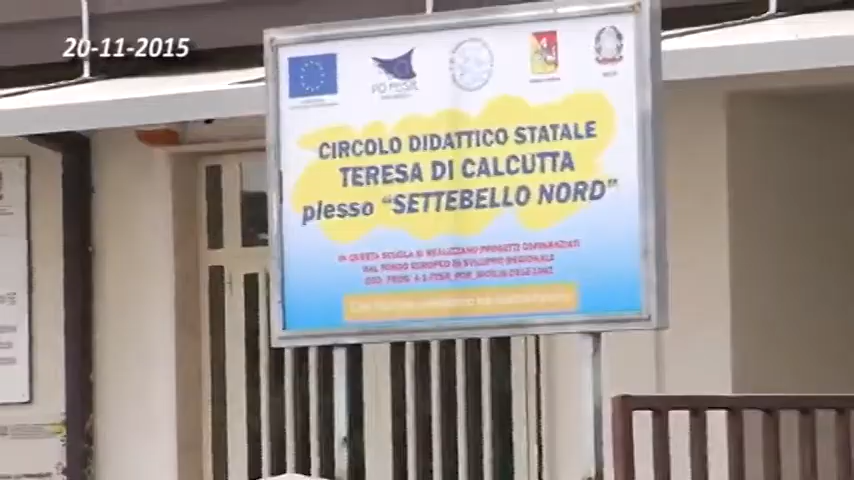 20-11-2015
PO FESR
CIRCOLO DIDATTICO STATALE
TERESA DI CALCUTTA
plesso “SETTEBELLO NORD”
IN QUESTA SCUOLA SI REALIZZANO PROGETTI COFINANZIATI
DAL FONDO EUROPEO DI SVILUPPO REGIONALE